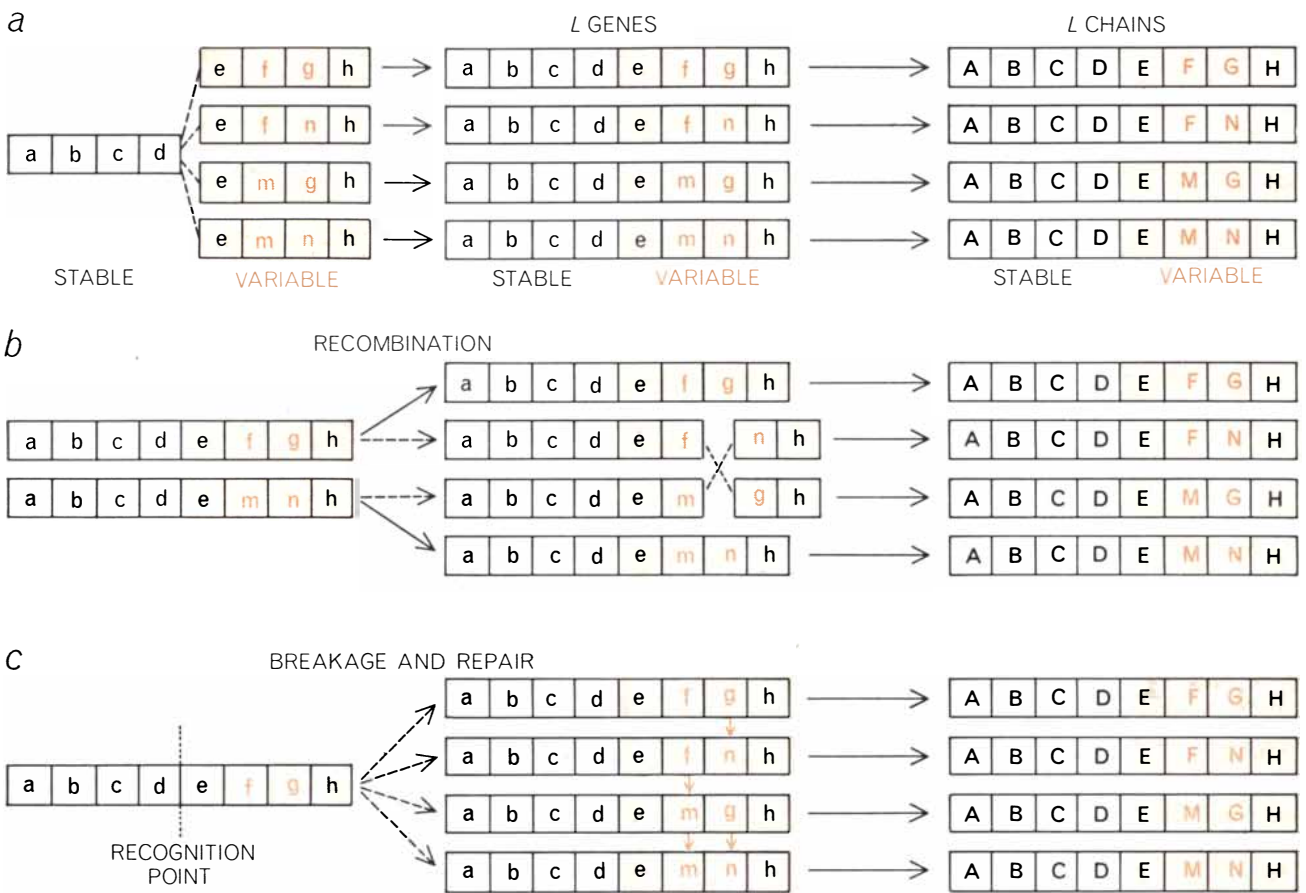 a
L GENES
L CHAINS
e f g h
a b c d e f g h
A B C D E F G H
e f n h
a b c d e f n h
A B C D E F N H
a b c d
e m g h
a b c d e m g h
A B C D E M G H
e m n h
a b c d e m n h
A B C D E M N H
STABLE
VARIABLE
STABLE
VARIABLE
STABLE
VARIABLE
b
RECOMBINATION
a b c d e f g h
a b c d e m n h
a b c d e f g h
A B C D E F G H
a b c d e f
n h
A B C D E F N H
a b c d e m
g h
A B C D E M G H
a b c d e m n h
A B C D E M N H
c
BREAKAGE AND REPAIR
a b c d e f g h
RECOGNITION
POINT
a b c d e f g h
A B C D E F G H
a b c d e f n h
A B C D E F N H
a b c d e m g h
A B C D E M G H
a b c d e m n h
A B C D E M N H